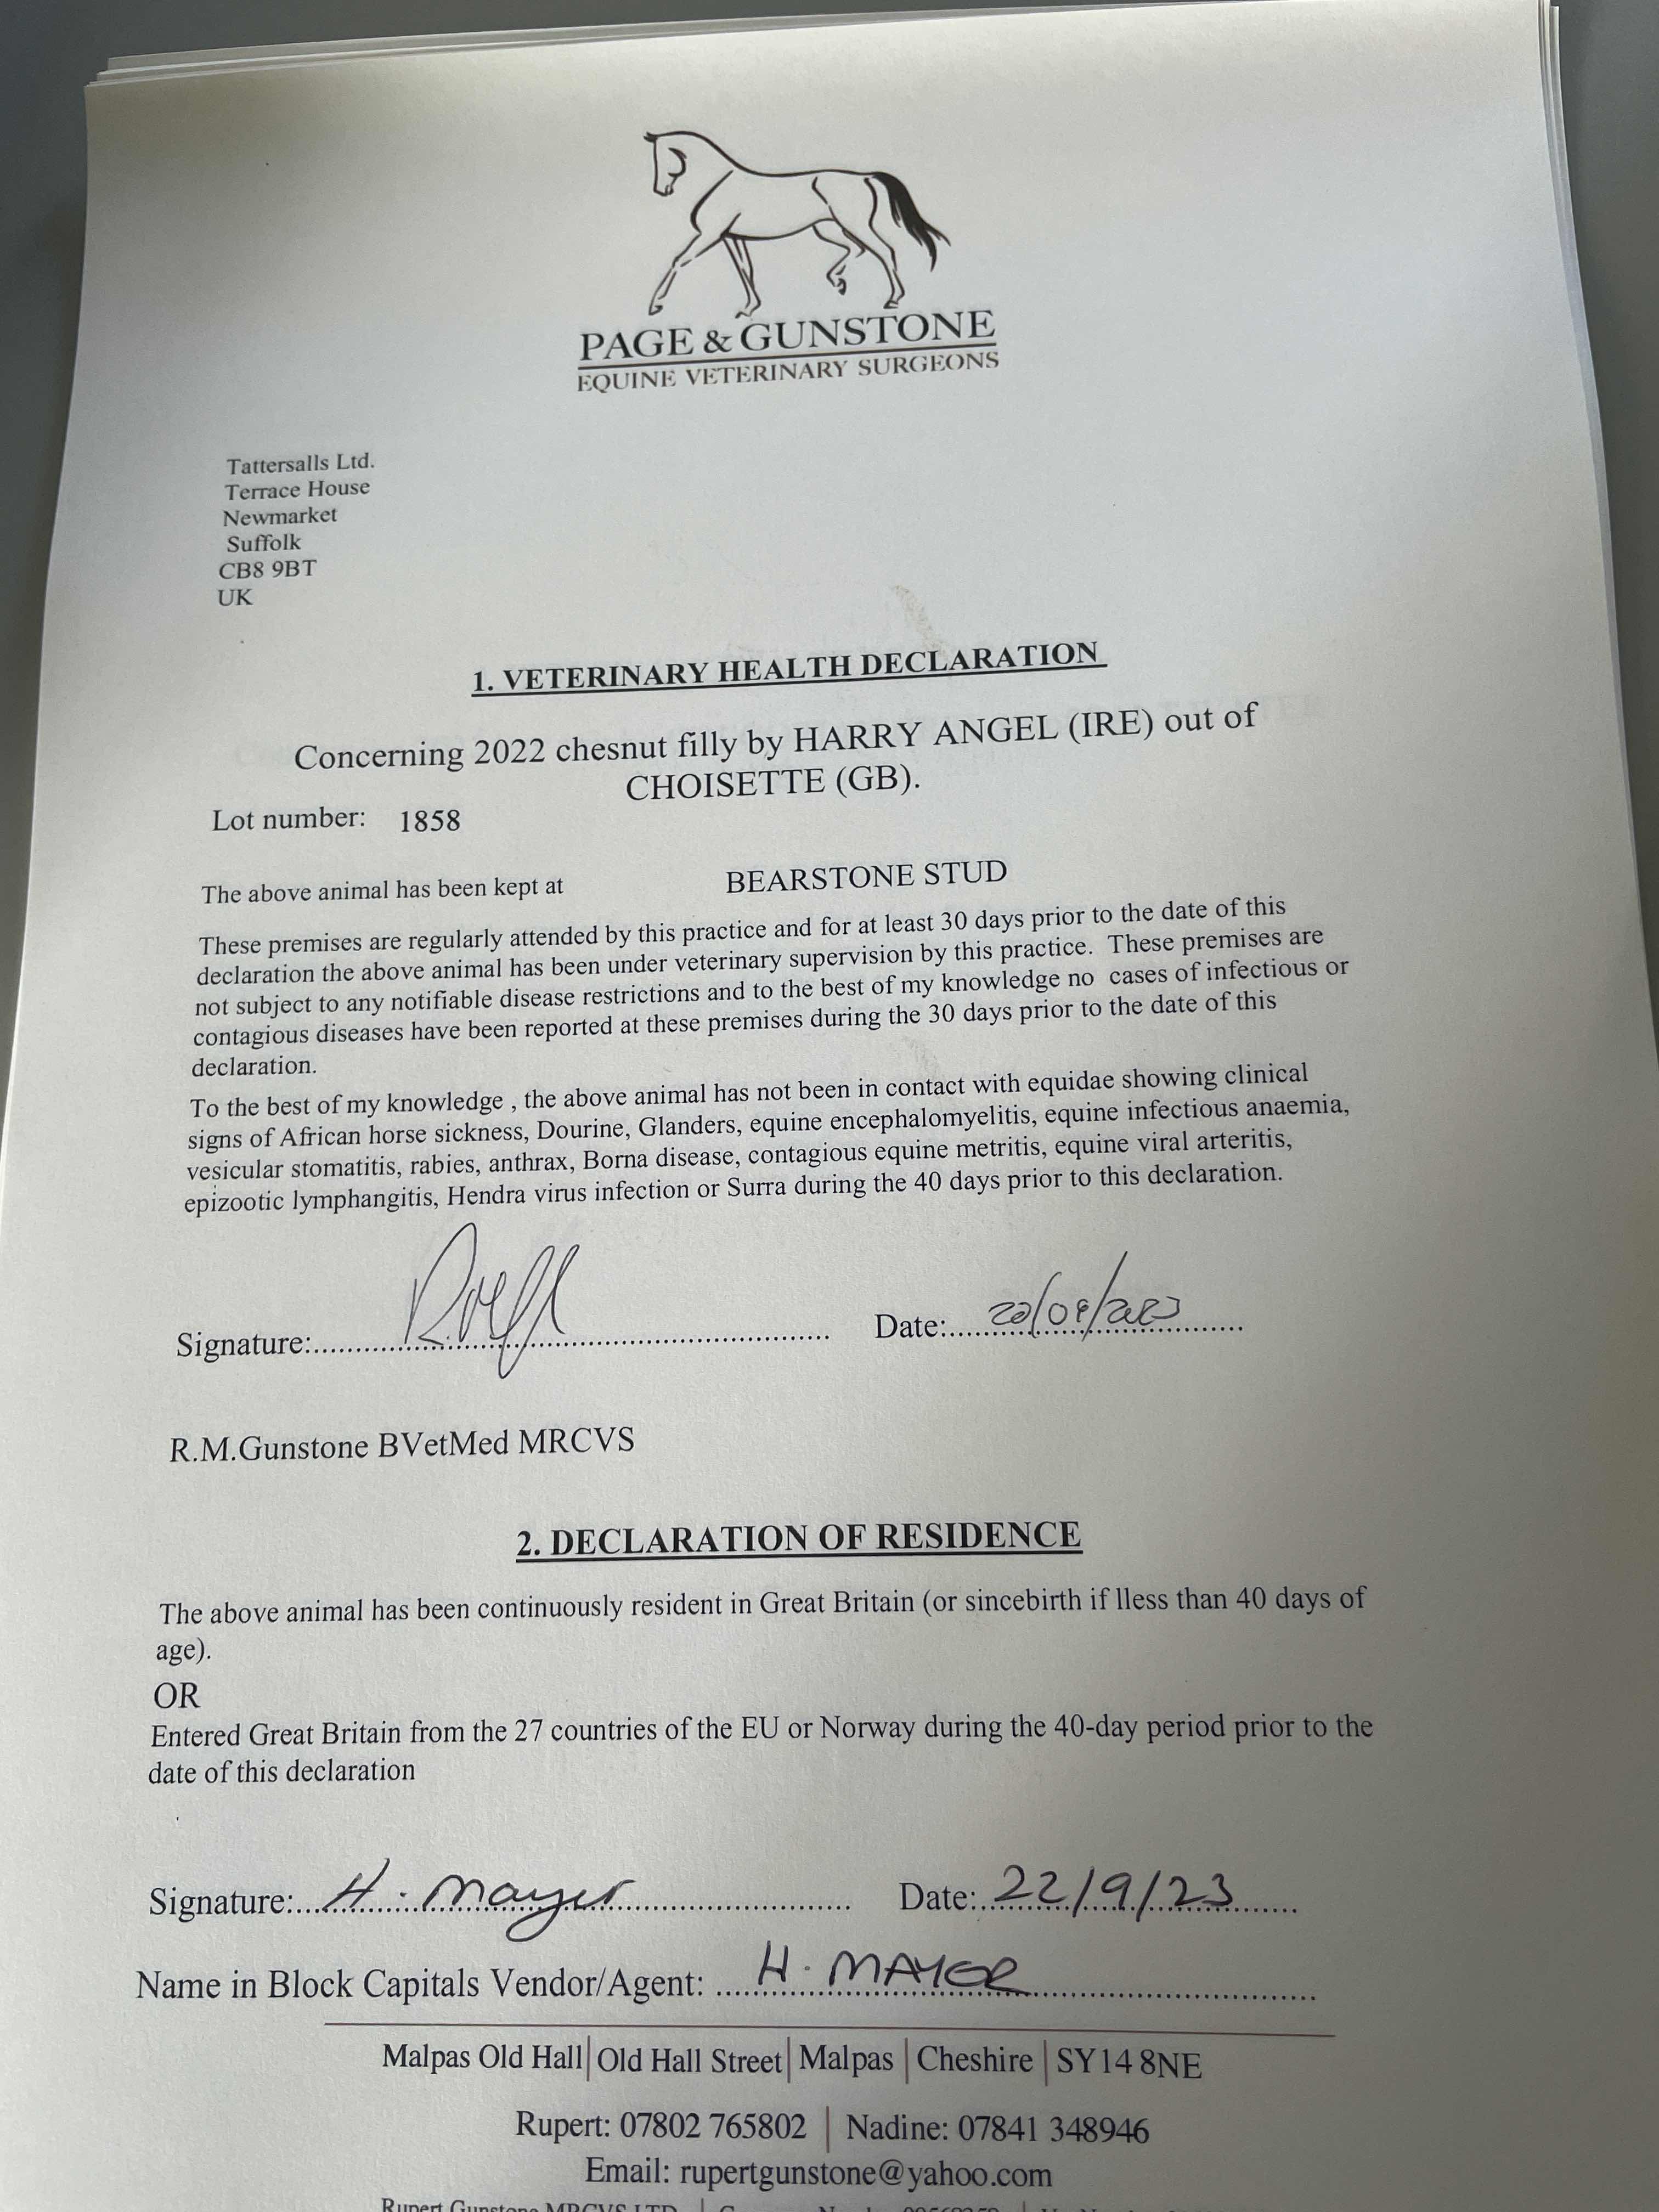 PAGE & GUNSTONE
EQUINE VETERINARY SURGEONS
Tattersalls Ltd.
Terrace House
Newmarket
Suffolk
CB8 9BT
UK
1. VETERINARY HEALTH DECLARATION
Concerning 2022 chesnut filly by HARRY ANGEL (IRE) out of
CHOISETTE (GB).
Lot number: 1858
The above animal has been kept at BEARSTONE STUD
These premises are regularly attended by this practice and for at least 30 days prior to the date of this
declaration the above animal has been under veterinary supervision by this practice. These premises are
not subject to any notifiable disease restrictions and to the best of my knowledge no cases of infectious or
contagious diseases have been reported at these premises during the 30 days prior to the date of this
declaration.
To the best of my knowledge , the above animal has not been in contact with equidae showing clinical
signs of African horse sickness, Dourine, Glanders, equine encephalomyelitis, equine infectious anaemia,
vesicular stomatitis, rabies, anthrax, Borna disease, contagious equine metritis, equine viral arteritis,
epizootic lymphangitis, Hendra virus infection or Surra during the 40 days prior to this declaration.
Signature: Date:
R.M.Gunstone BVetMed MRCVS
2. DECLARATION OF RESIDENCE
The above animal has been continuously resident in Great Britain (or sincebirth if lless than 40 days of
age).
OR
Entered Great Britain from the 27 countries of the EU or Norway during the 40-day period prior to the
date of this declaration
Signature: H. Mayer Date: 22/9/23
Name in Block Capitals Vendor/Agent: H. MAYER
Malpas Old Hall | Old Hall Street | Malpas | Cheshire | SY14 8NE
Rupert: 07802 765802 | Nadine: 07841 348946
Email: rupertgunstone@yahoo.com
Rupert Gunstone MRCVS LTD